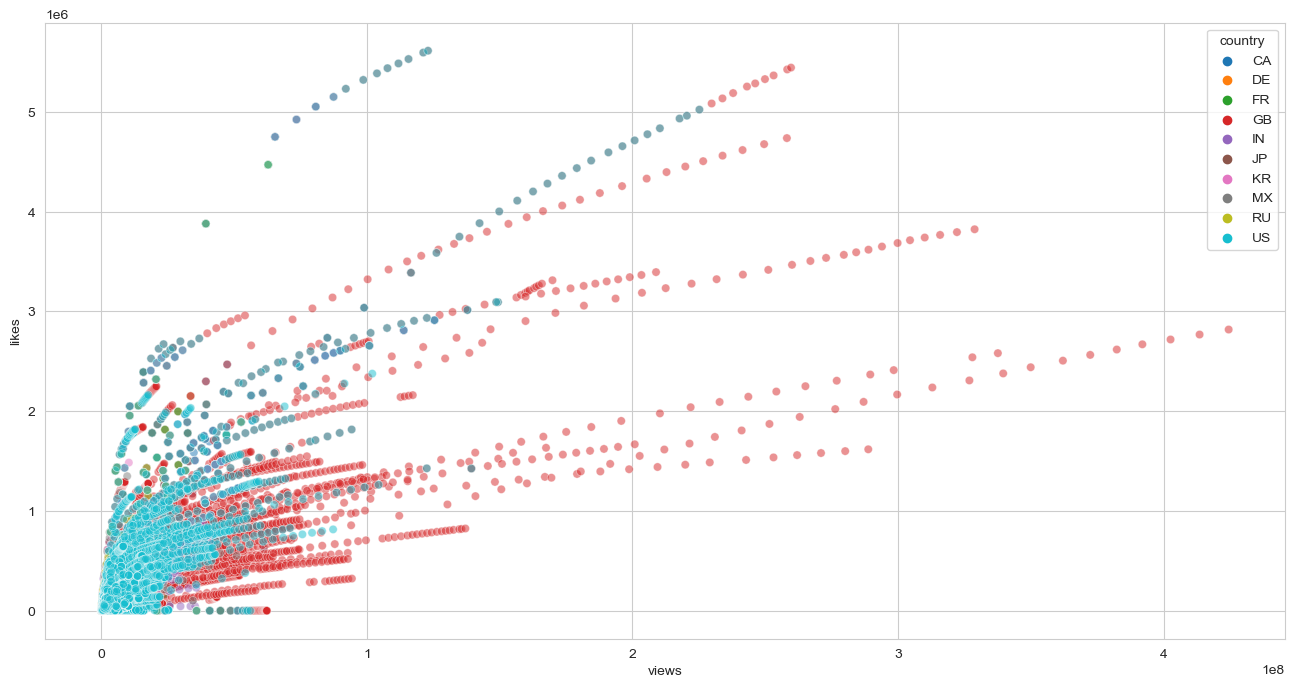 1e6
5
4
3
2
1
0
likes
0
1
2
3
4
1e8
views
country
CA
DE
FR
GB
IN
JP
KR
MX
RU
US